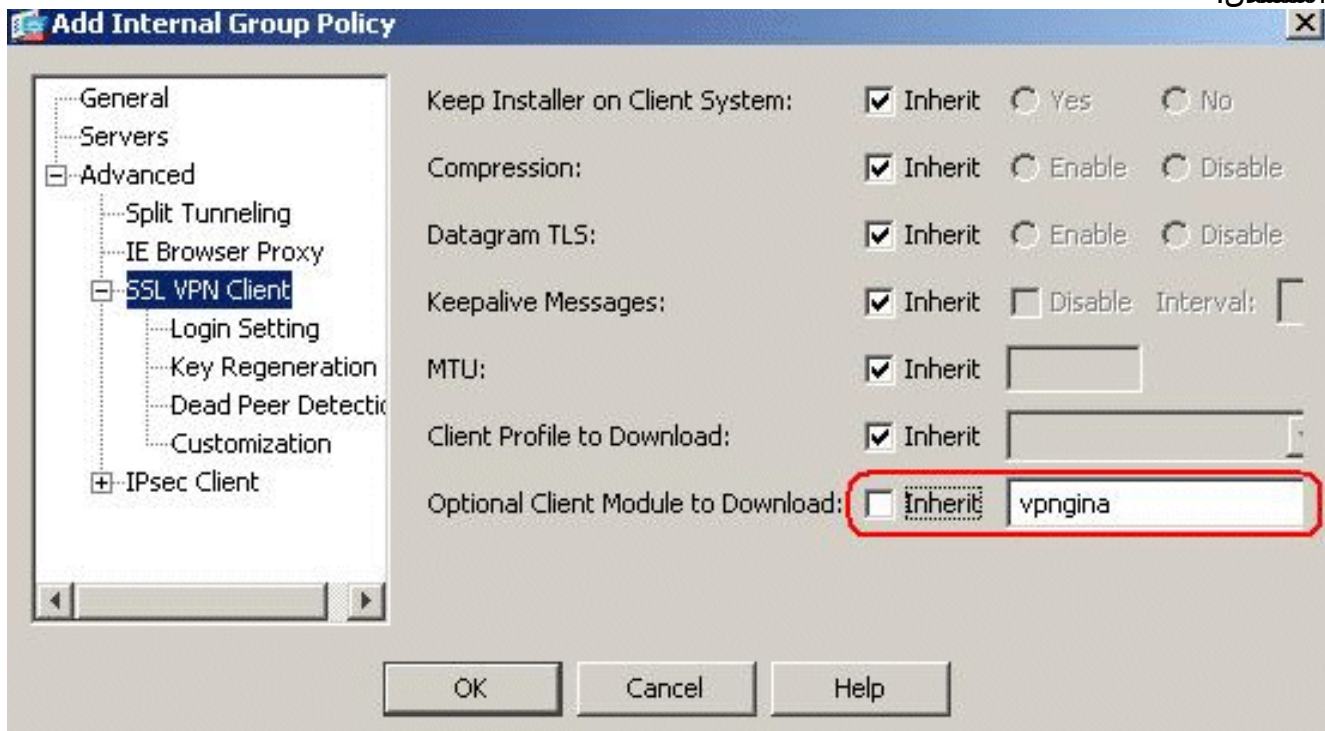 Add Internal Group Policy
General
Servers
Advanced
Split Tunneling
IE Browser Proxy
SSL VPN Client
Login Setting
Key Regeneration
Dead Peer Detectio
Customization
IPsec Client
Keep Installer on Client System: Inherit Yes No
Compression: Inherit Enable Disable
Datagram TLS: Inherit Enable Disable
Keepalive Messages: Inherit Disable Interval:
MTU: Inherit
Client Profile to Download: Inherit
Optional Client Module to Download: Inherit vpngina
OK Cancel Help